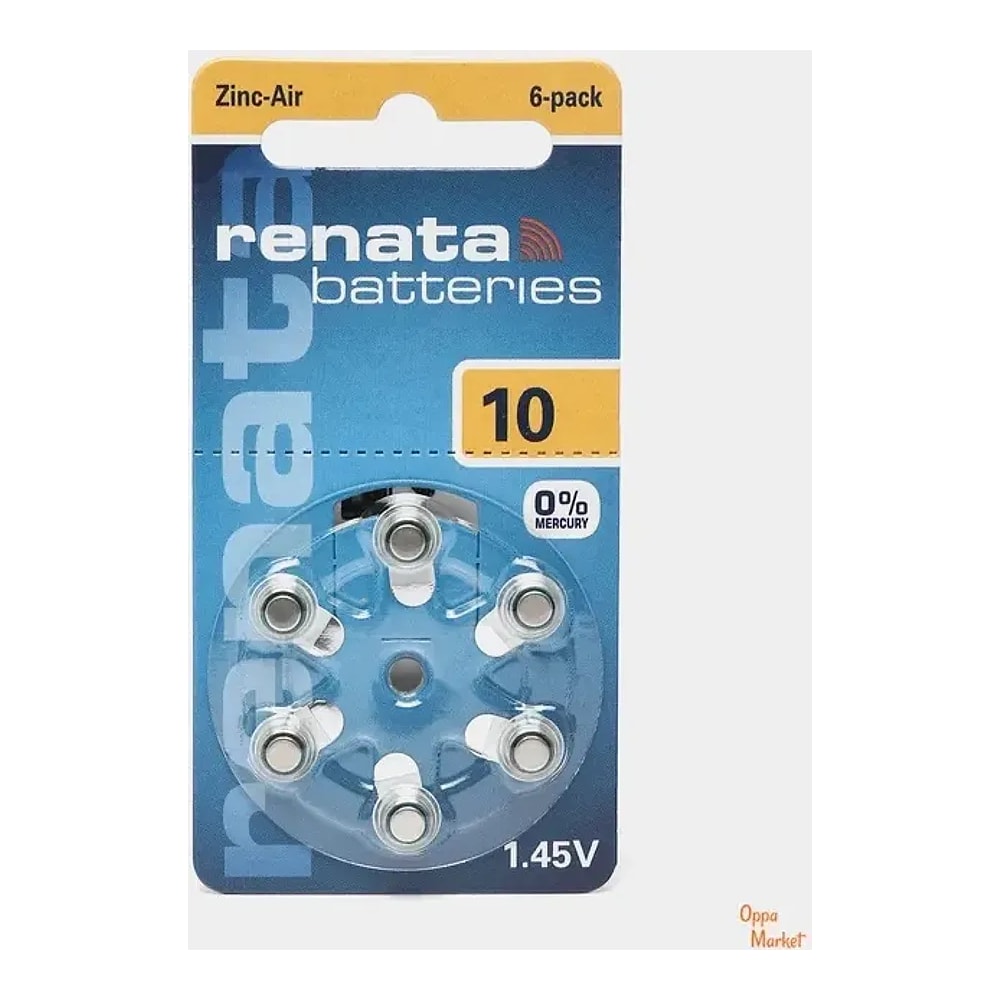 Zinc-Air 6-pack
renata
batteries
renata
10
0%
MERCURY
1.45V
Oppa
Market